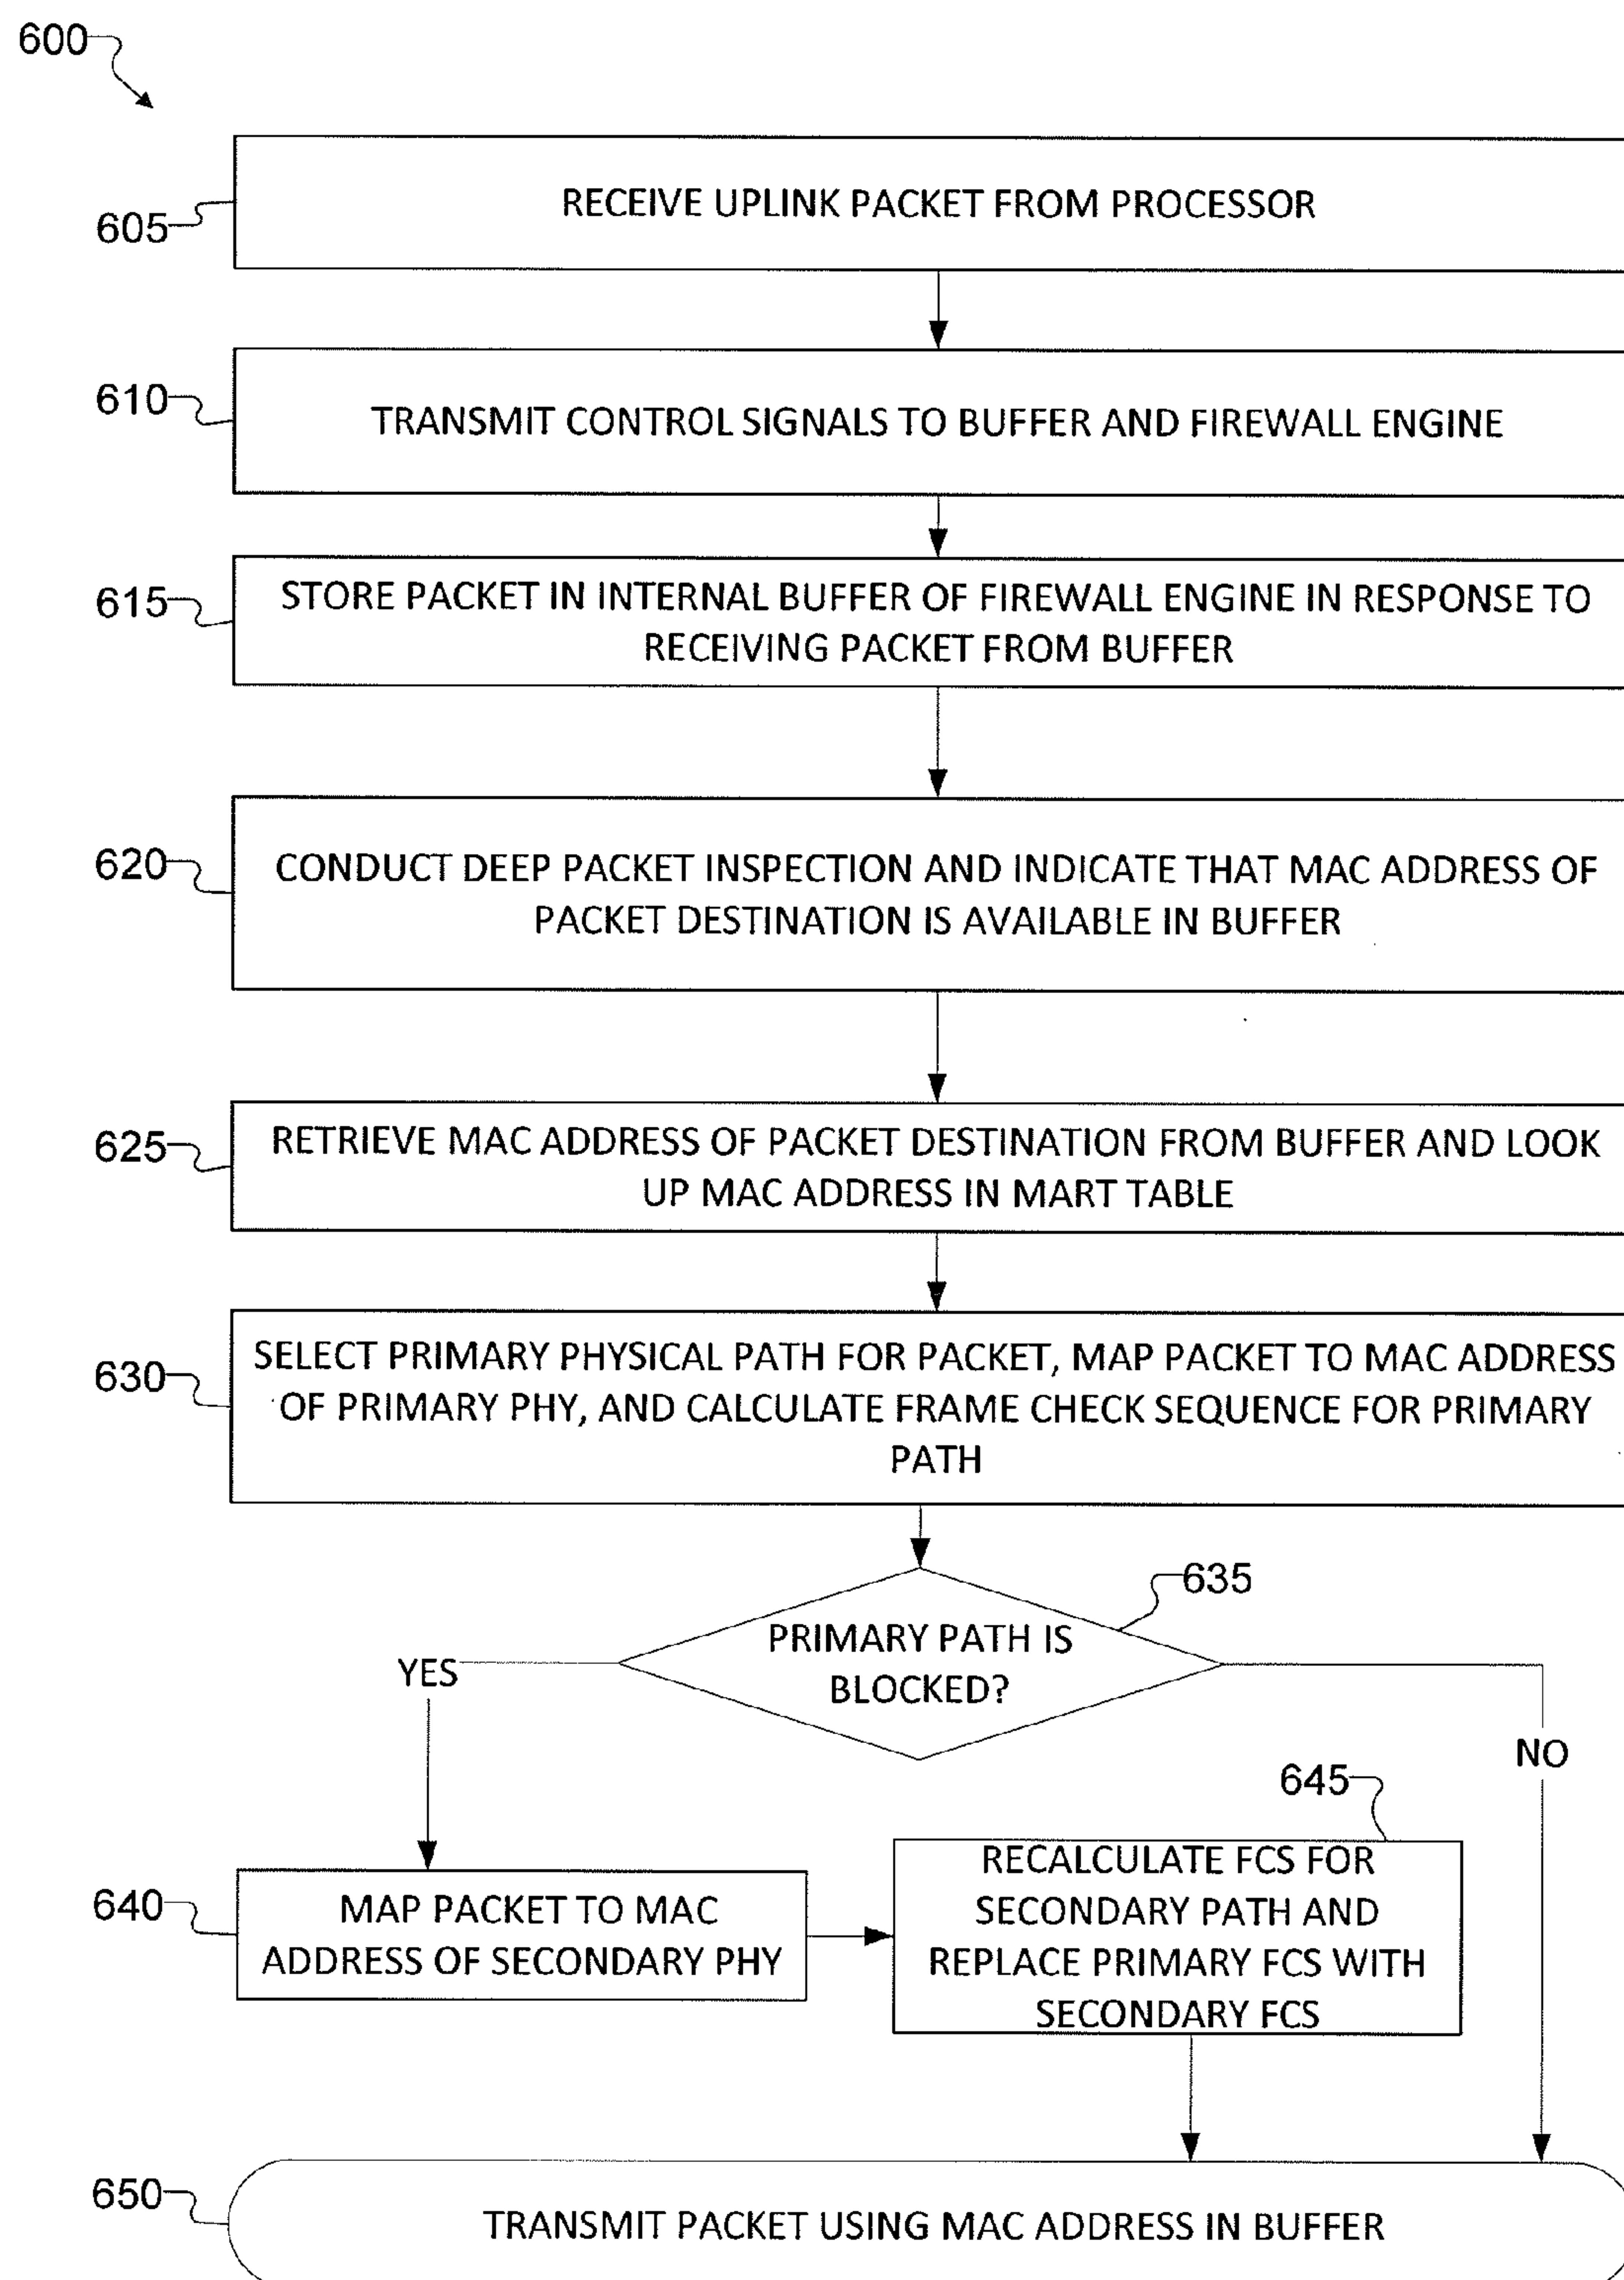 600
RECEIVE UPLINK PACKET FROM PROCESSOR
605
610
TRANSMIT CONTROL SIGNALS TO BUFFER AND FIREWALL ENGINE
615
STORE PACKET IN INTERNAL BUFFER OF FIREWALL ENGINE IN RESPONSE TO
RECEIVING PACKET FROM BUFFER
620
CONDUCT DEEP PACKET INSPECTION AND INDICATE THAT MAC ADDRESS OF
PACKET DESTINATION IS AVAILABLE IN BUFFER
625
RETRIEVE MAC ADDRESS OF PACKET DESTINATION FROM BUFFER AND LOOK
UP MAC ADDRESS IN MART TABLE
630
SELECT PRIMARY PHYSICAL PATH FOR PACKET, MAP PACKET TO MAC ADDRESS
OF PRIMARY PHY, AND CALCULATE FRAME CHECK SEQUENCE FOR PRIMARY
PATH
635
PRIMARY PATH IS
BLOCKED?
YES
NO
640
MAP PACKET TO MAC
ADDRESS OF SECONDARY PHY
645
RECALCULATE FCS FOR
SECONDARY PATH AND
REPLACE PRIMARY FCS WITH
SECONDARY FCS
650
TRANSMIT PACKET USING MAC ADDRESS IN BUFFER